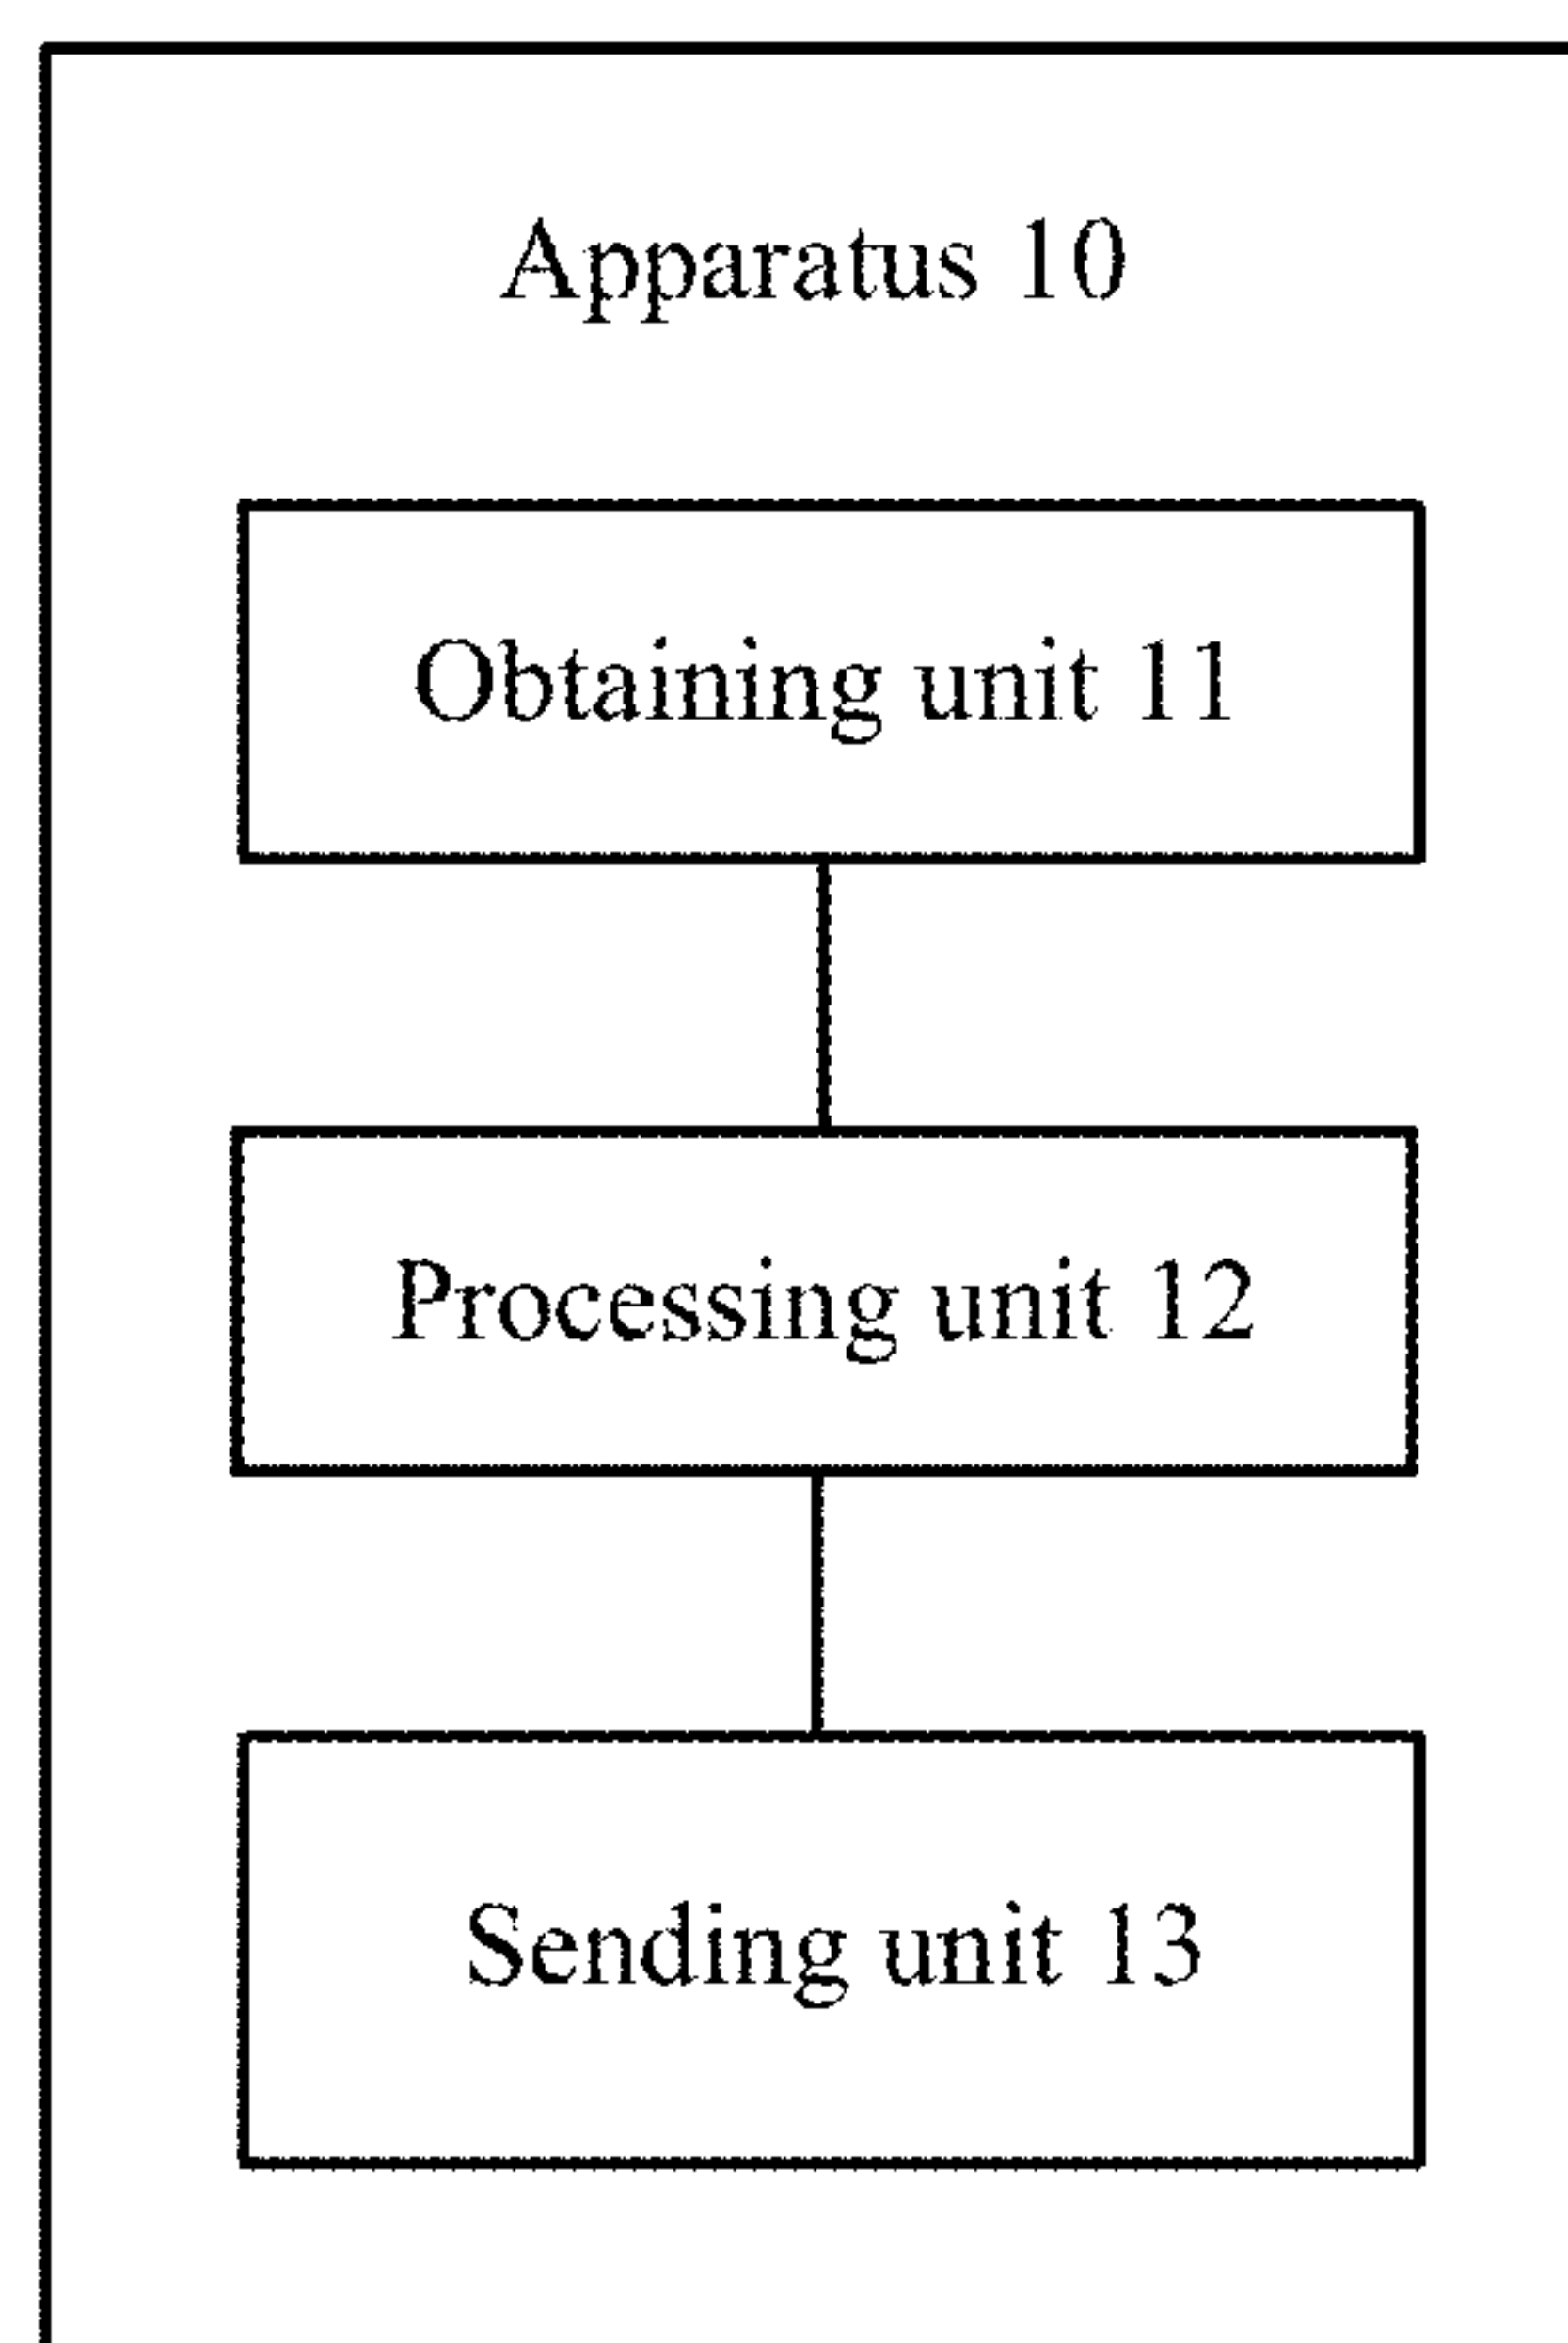 Apparatus 10
Obtaining unit 11
Processing unit 12
Sending unit 13